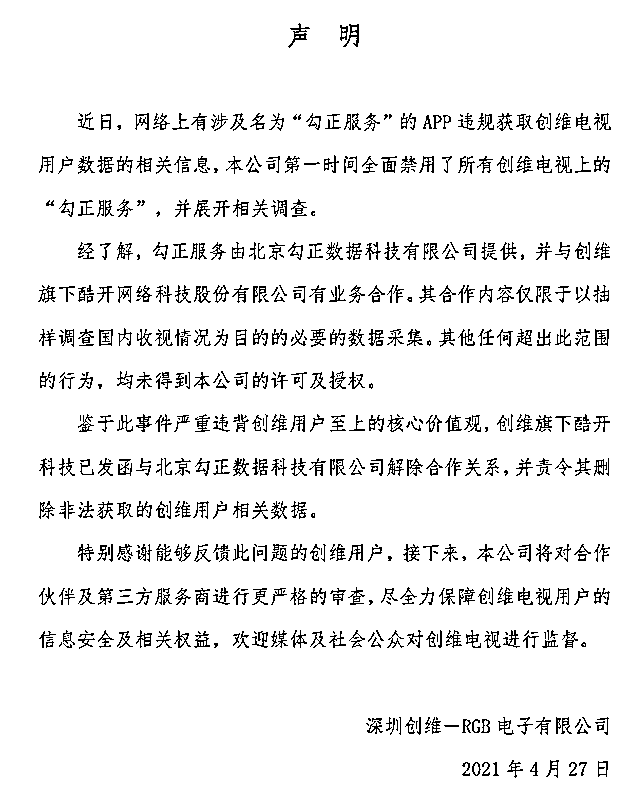 声 明
近日，网络上有涉及名为“勾正服务”的 APP 违规获取创维电视
用户数据的相关信息，本公司第一时间全面禁用了所有创维电视上的
“勾正服务”，并展开相关调查。
经了解，勾正服务由北京勾正数据科技有限公司提供，并与创维
旗下酷开网络科技股份有限公司有业务合作。其合作内容仅限于以抽
样调查国内收视情况为目的的必要的数据采集。其他任何超出此范围
的行为，均未得到本公司的许可及授权。
鉴于此事件严重违背创维用户至上的核心价值观，创维旗下酷开
科技已发函与北京勾正数据科技有限公司解除合作关系，并责令其删
除非法获取的创维用户相关数据。
特别感谢能够反馈此问题的创维用户，接下来，本公司将对合作
伙伴及第三方服务商进行更严格的审查，尽全力保障创维电视用户的
信息安全及相关权益，欢迎媒体及社会公众对创维电视进行监督。
深圳创维－RGB 电子有限公司
2021 年 4 月 27 日